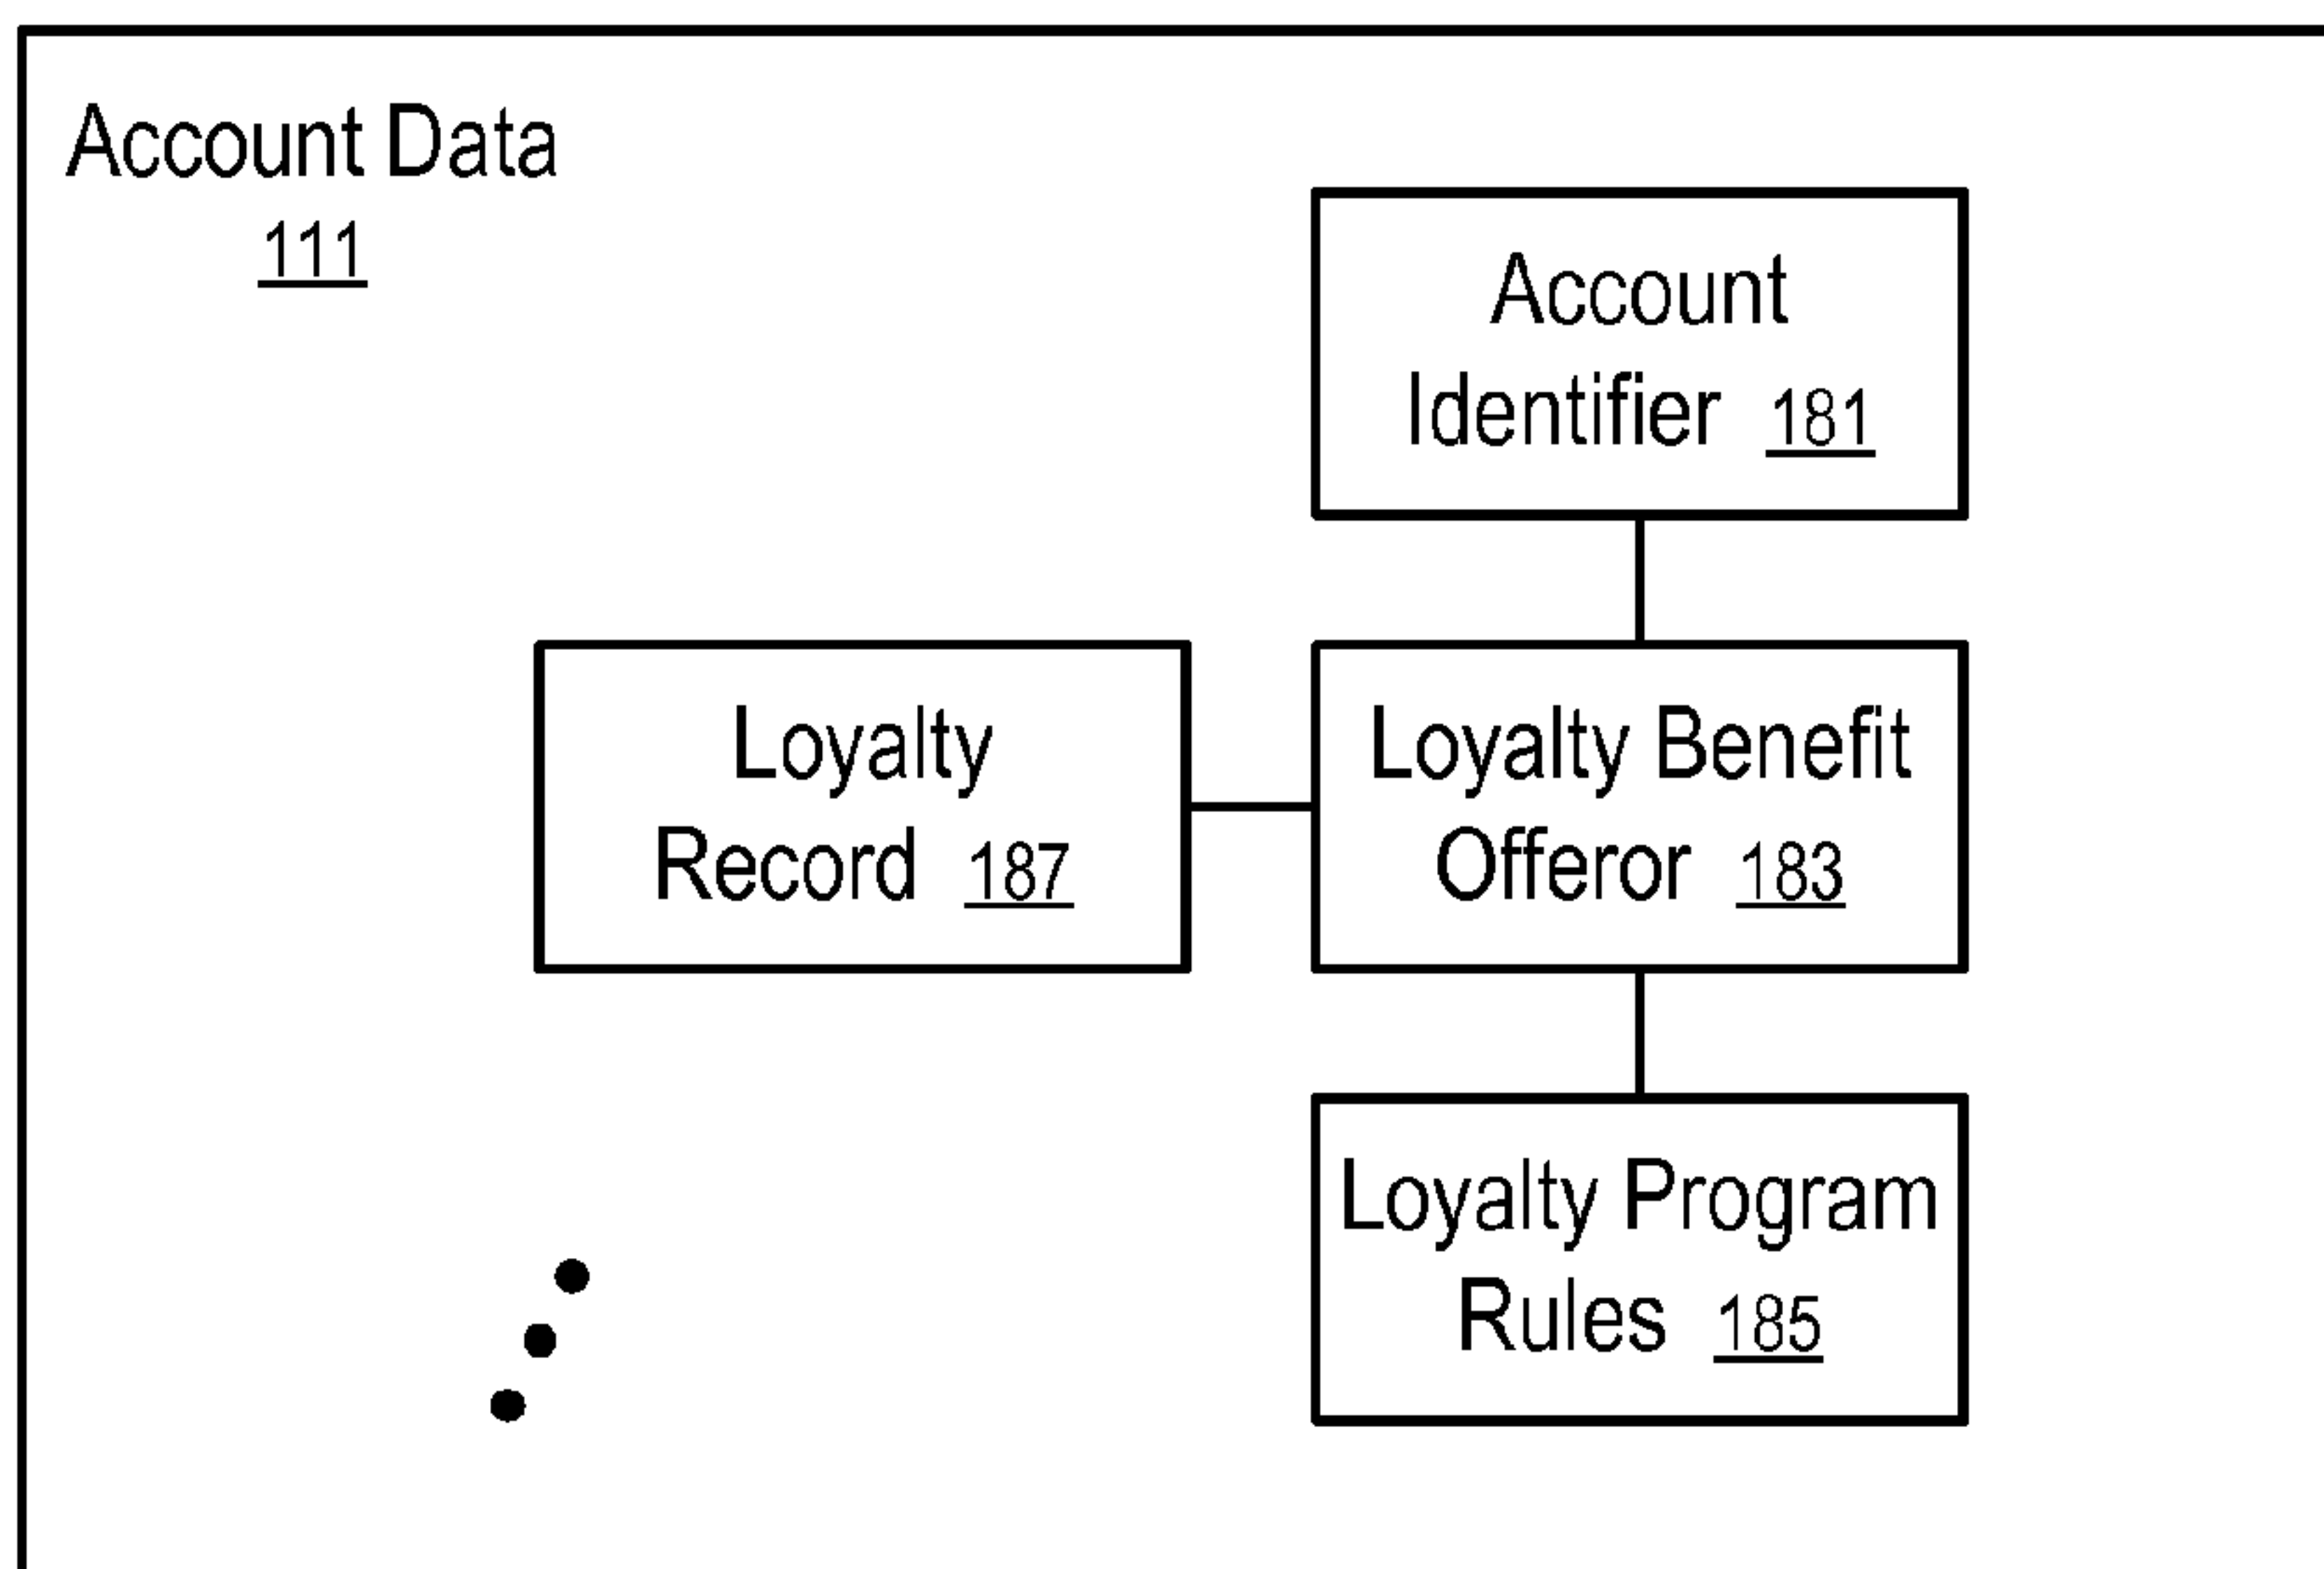 Account Data
111
Account
Identifier 181
Loyalty
Record 187
Loyalty Benefit
Offeror 183
Loyalty Program
Rules 185